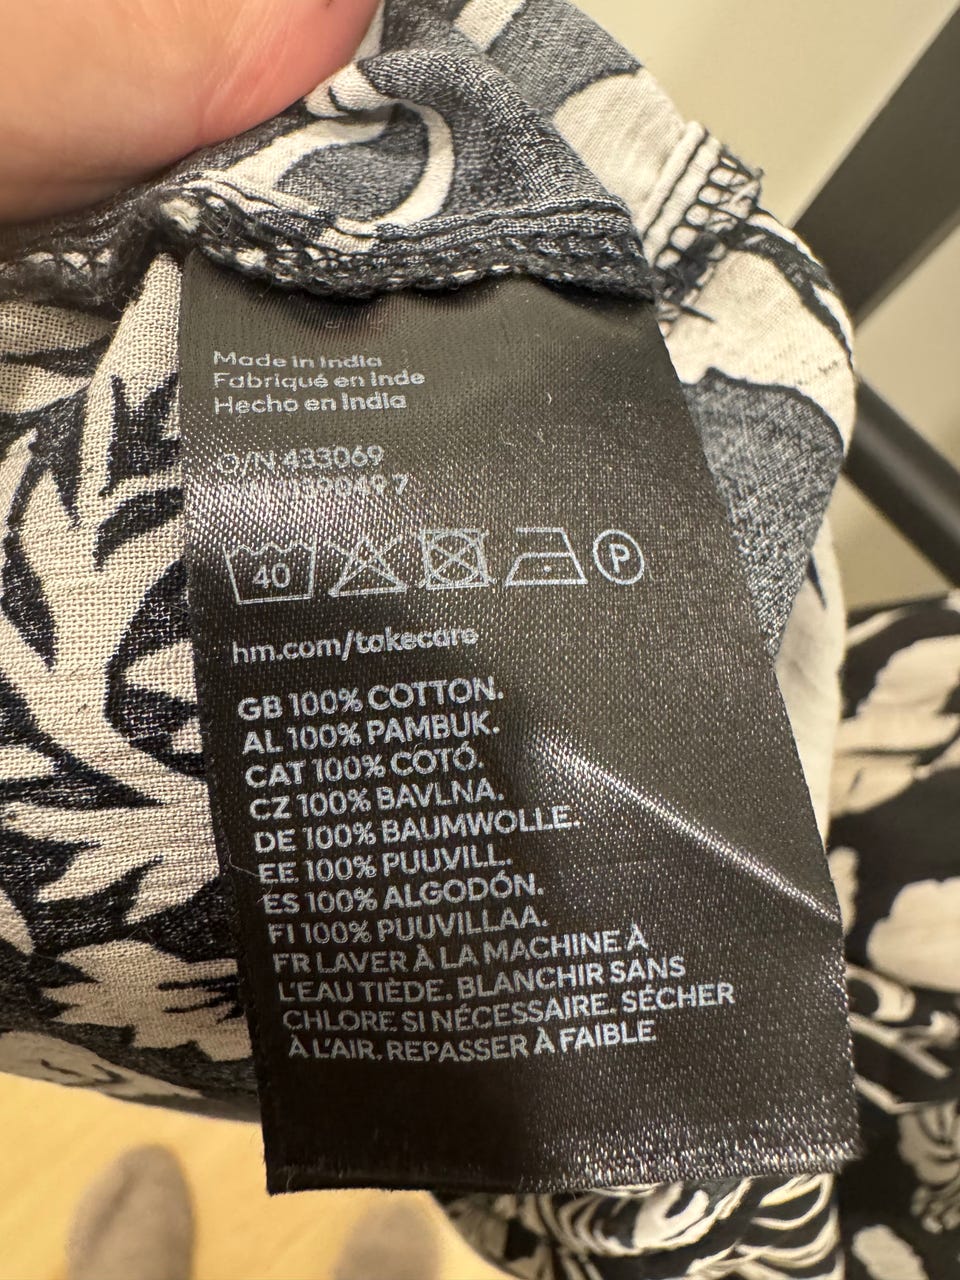 Made in India
Fabriqué en Inde
Hecho en India
O/N 433069
40
P
hm.com/takecare
GB 100% COTTON.
AL 100% PAMBUK.
CAT 100% COTÓ.
CZ 100% BAVLNA.
DE 100% BAUMWOLLE.
EE 100% PUUVILL.
ES 100% ALGODÓN.
FI 100% PUUVILLAA.
FR LAVER À LA MACHINE À
L'EAU TIÈDE. BLANCHIR SANS
CHLORE SI NÉCESSAIRE. SÉCHER
À L'AIR. REPASSER À FAIBLE